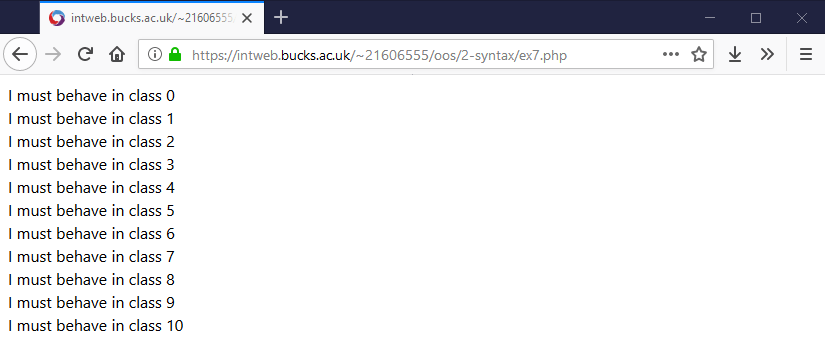 intweb.bucks.ac.uk/~21606555/
https://intweb.bucks.ac.uk/~21606555/oos/2-syntax/ex7.php
I must behave in class 0
I must behave in class 1
I must behave in class 2
I must behave in class 3
I must behave in class 4
I must behave in class 5
I must behave in class 6
I must behave in class 7
I must behave in class 8
I must behave in class 9
I must behave in class 10